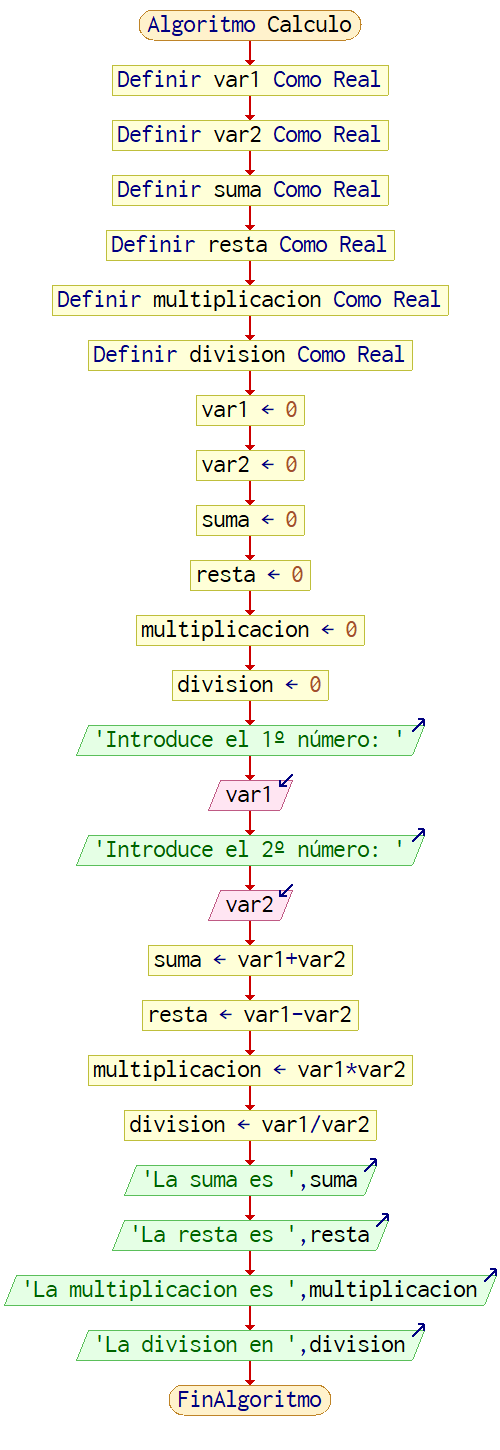 Algoritmo Calculo
Definir var1 Como Real
Definir var2 Como Real
Definir suma Como Real
Definir resta Como Real
Definir multiplicacion Como Real
Definir division Como Real
var1 ← 0
var2 ← 0
suma ← 0
resta ← 0
multiplicacion ← 0
division ← 0
'Introduce el 1º número: '
var1
'Introduce el 2º número: '
var2
suma ← var1+var2
resta ← var1-var2
multiplicacion ← var1*var2
division ← var1/var2
'La suma es ',suma
'La resta es ',resta
'La multiplicacion es ',multiplicacion
'La division en ',division
FinAlgoritmo